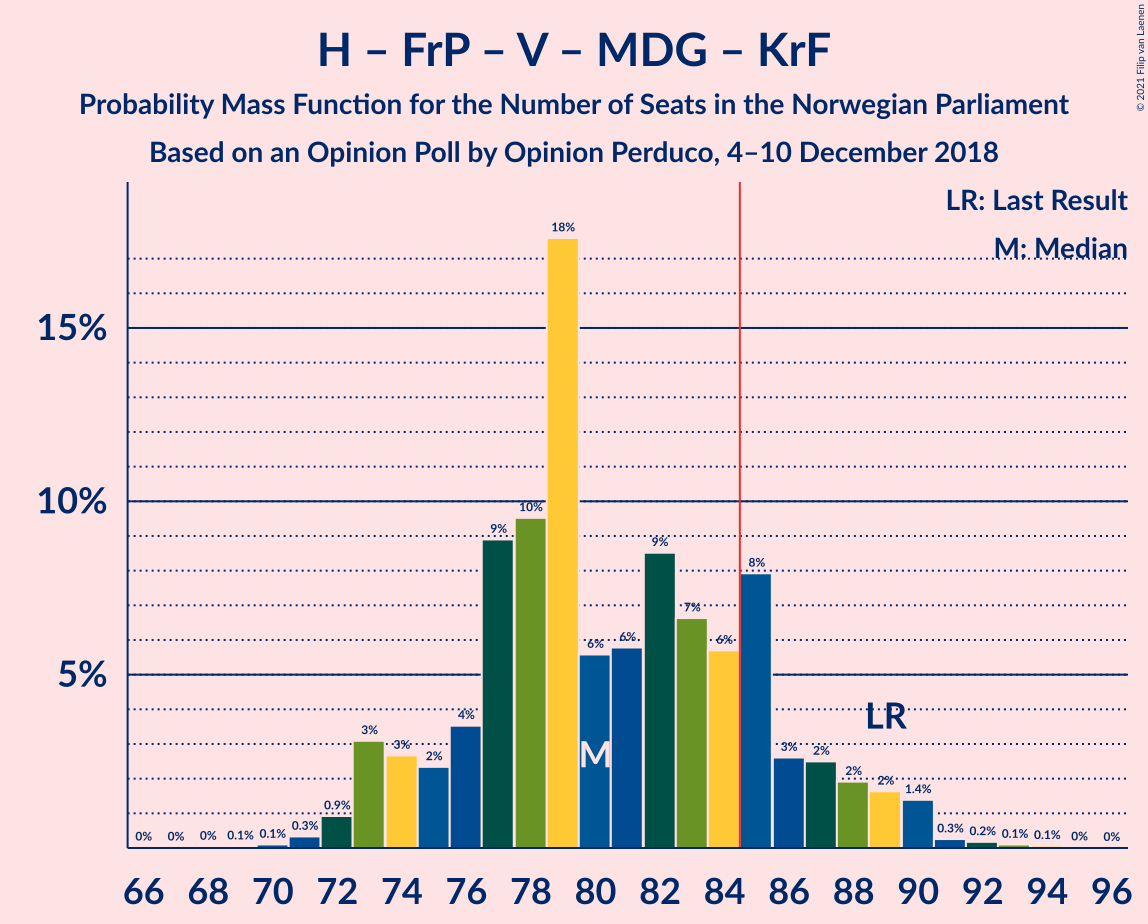 H – FrP – V – MDG – KrF
Probability Mass Function for the Number of Seats in the Norwegian Parliament
Based on an Opinion Poll by Opinion Perduco, 4–10 December 2018
© 2021 Filip van Laenen
LR: Last Result
M: Median
15%
10%
5%
0% 0% 0% 0.1% 0.1% 0.3% 0.9% 3% 3% 2% 4% 9% 10% 18% 6% 6% 9% 7% 6% 8% 3% 2% 2% 2% 1.4% 0.3% 0.2% 0.1% 0.1% 0% 0%
LR
M
66 68 70 72 74 76 78 80 82 84 86 88 90 92 94 96